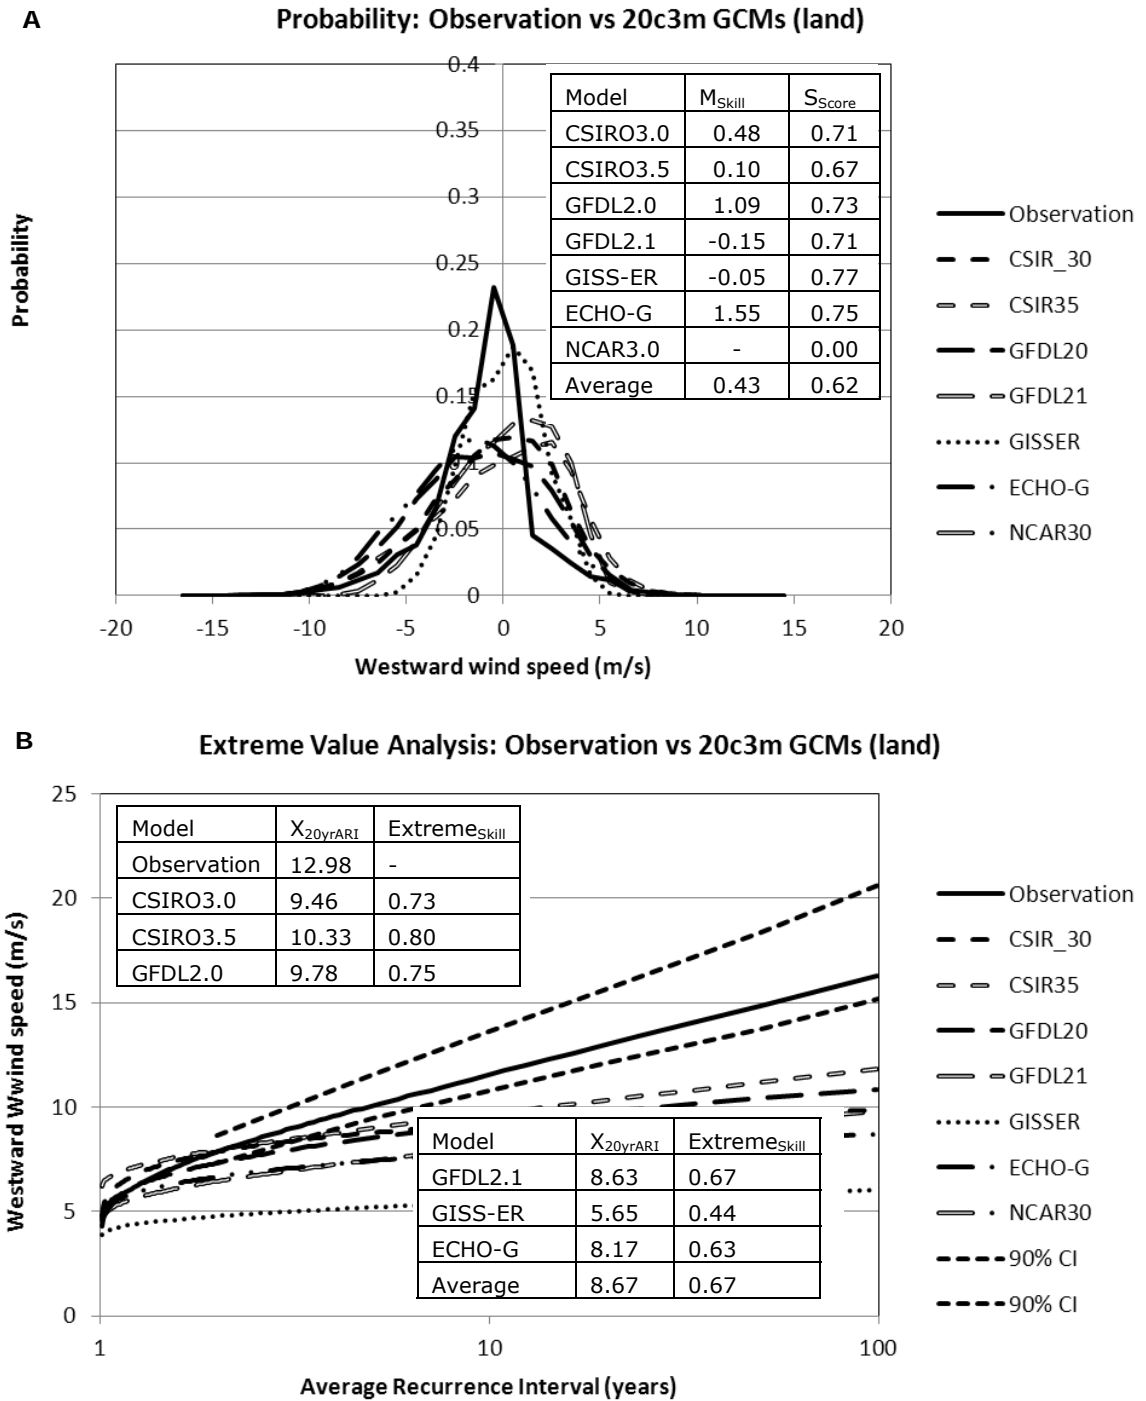 A
Probability: Observation vs 20c3m GCMs (land)
0.4
0.35
0.3
0.25
0.2
0.15
0.1
0.05
0
Probability
Model MSkill SScore
CSIRO3.0 0.48 0.71
CSIRO3.5 0.10 0.67
GFDL2.0 1.09 0.73
GFDL2.1 -0.15 0.71
GISS-ER -0.05 0.77
ECHO-G 1.55 0.75
NCAR3.0 - 0.00
Average 0.43 0.62
Observation
CSIR_30
CSIR35
GFDL20
GFDL21
GISSER
ECHO-G
NCAR30
-20 -15 -10 -5 0 5 10 15 20
Westward wind speed (m/s)
B
Extreme Value Analysis: Observation vs 20c3m GCMs (land)
25
20
15
10
5
0
Westward Wwind speed (m/s)
Model X20yrARI ExtremeSkill
Observation 12.98 -
CSIRO3.0 9.46 0.73
CSIRO3.5 10.33 0.80
GFDL2.0 9.78 0.75
Model X20yrARI ExtremeSkill
GFDL2.1 8.63 0.67
GISS-ER 5.65 0.44
ECHO-G 8.17 0.63
Average 8.67 0.67
Observation
CSIR_30
CSIR35
GFDL20
GFDL21
GISSER
ECHO-G
NCAR30
90% CI
90% CI
1 10 100
Average Recurrence Interval (years)